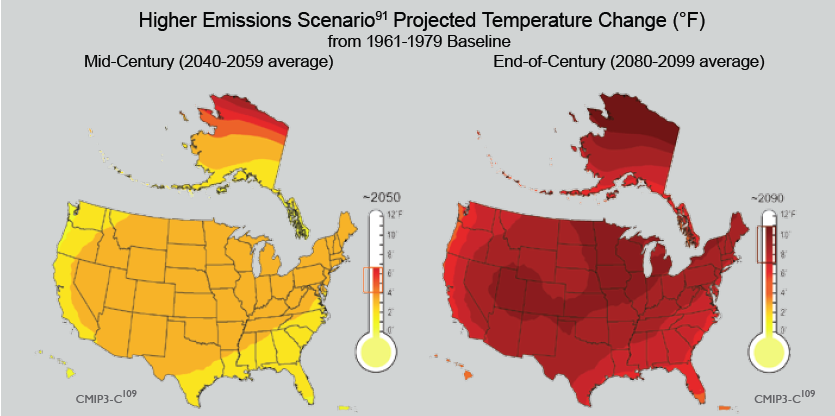 Higher Emissions Scenario⁹¹ Projected Temperature Change (°F)
from 1961-1979 Baseline
Mid-Century (2040-2059 average)
End-of-Century (2080-2099 average)
~2050
12°F
10°
8°
6°
4°
2°
0°
~2090
12°F
10°
8°
6°
4°
2°
0°
CMIP3-C¹⁰⁹
CMIP3-C¹⁰⁹